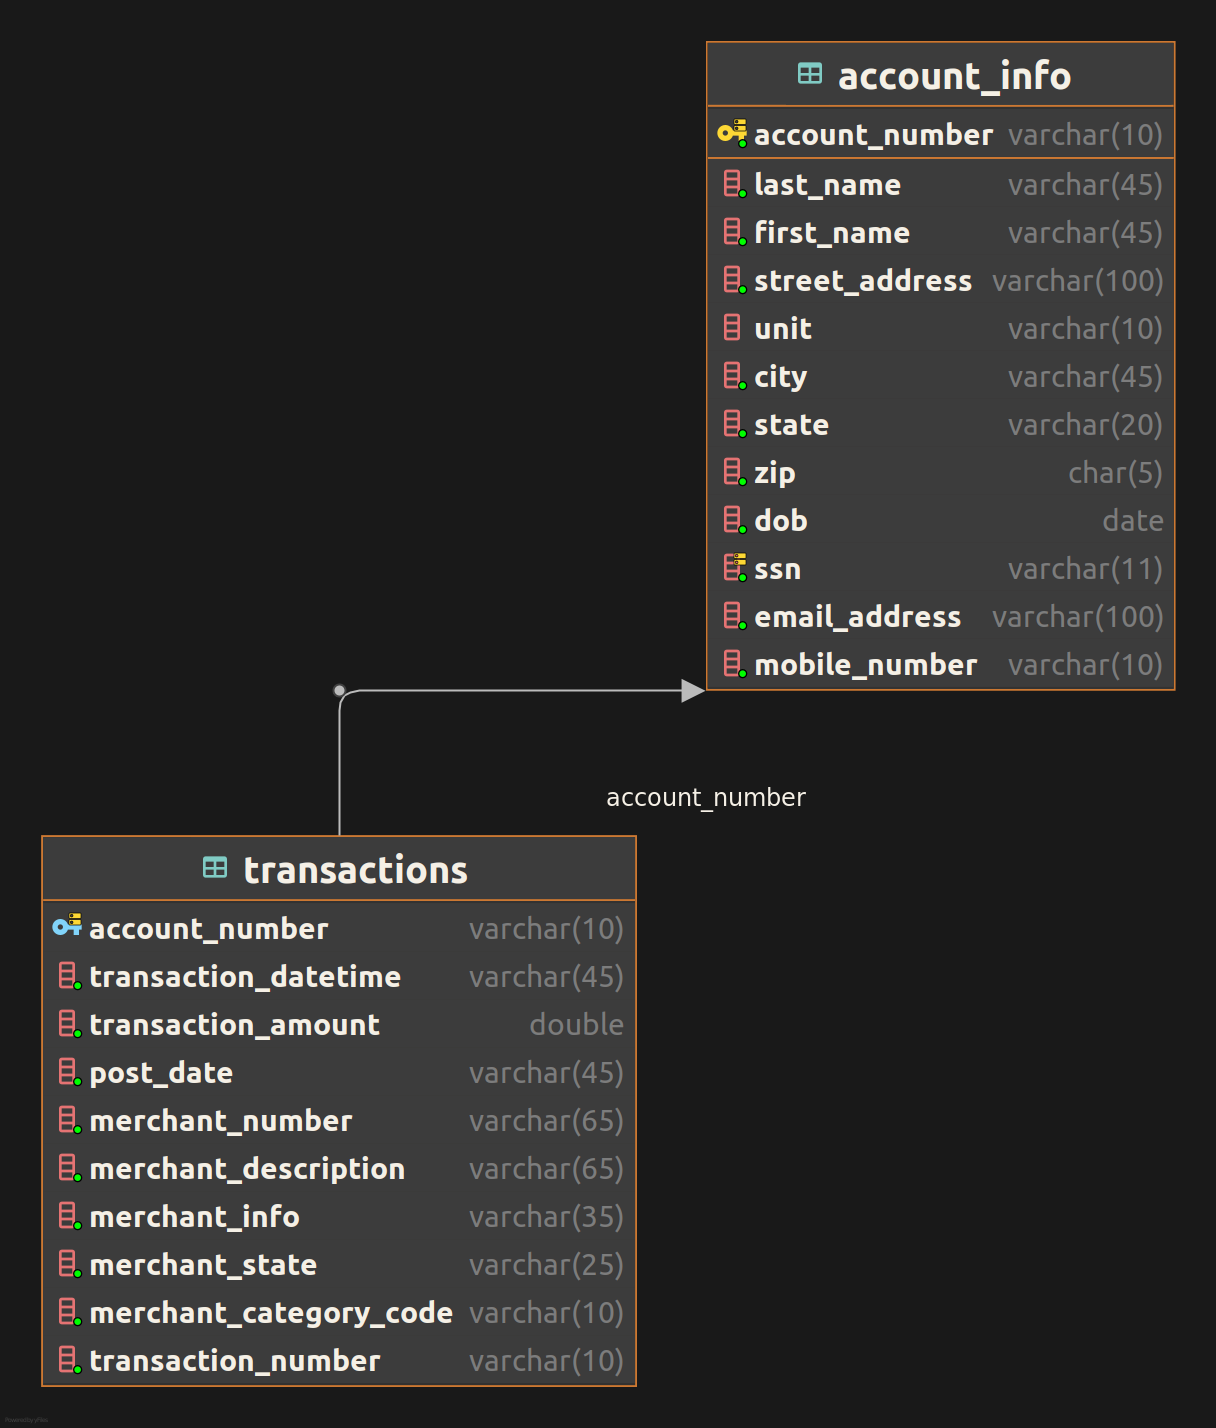 account_info
account_number varchar(10)
last_name varchar(45)
first_name varchar(45)
street_address varchar(100)
unit varchar(10)
city varchar(45)
state varchar(20)
zip char(5)
dob date
ssn varchar(11)
email_address varchar(100)
mobile_number varchar(10)
account_number
transactions
account_number varchar(10)
transaction_datetime varchar(45)
transaction_amount double
post_date varchar(45)
merchant_number varchar(65)
merchant_description varchar(65)
merchant_info varchar(35)
merchant_state varchar(25)
merchant_category_code varchar(10)
transaction_number varchar(10)
Powered by yFiles